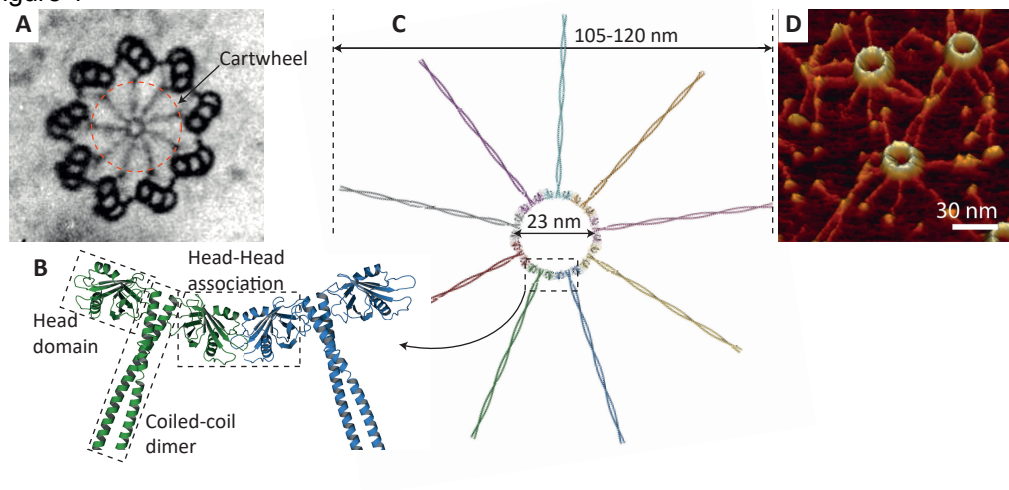 A
Cartwheel
C
105-120 nm
23 nm
D
30 nm
B
Head-Head
association
Head
domain
Coiled-coil
dimer